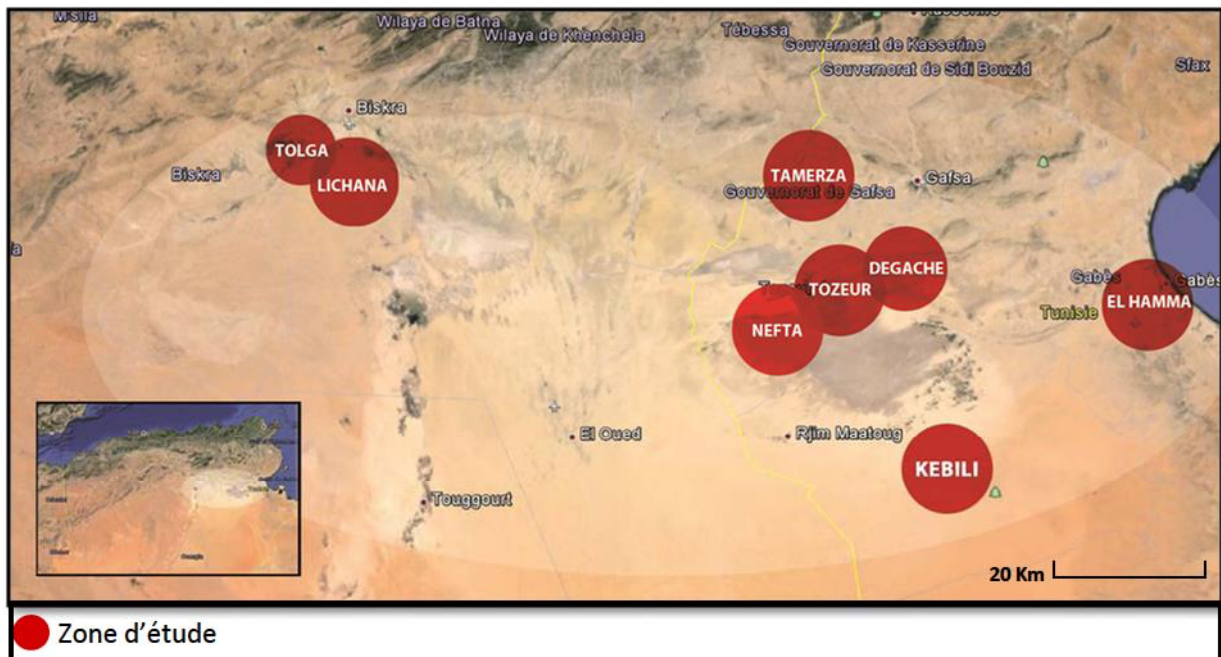 Wilaya de Batna
Wilaya de Khenchela
Tébessa
Gouvernorat de Kasserine
Gouvernorat de Sidi Bouzid
Sfax
M'sila
Biskra
TOLGA
Biskra
LICHANA
TAMERZA
Gouvernorat de Gafsa
Gafsa
DEGACHE
TOZEUR
NEFTA
Gabès
Gabès
EL HAMMA
Tunisie
El Oued
Rjim Maatoug
KEBILI
Touggourt
20 Km
Zone d'étude